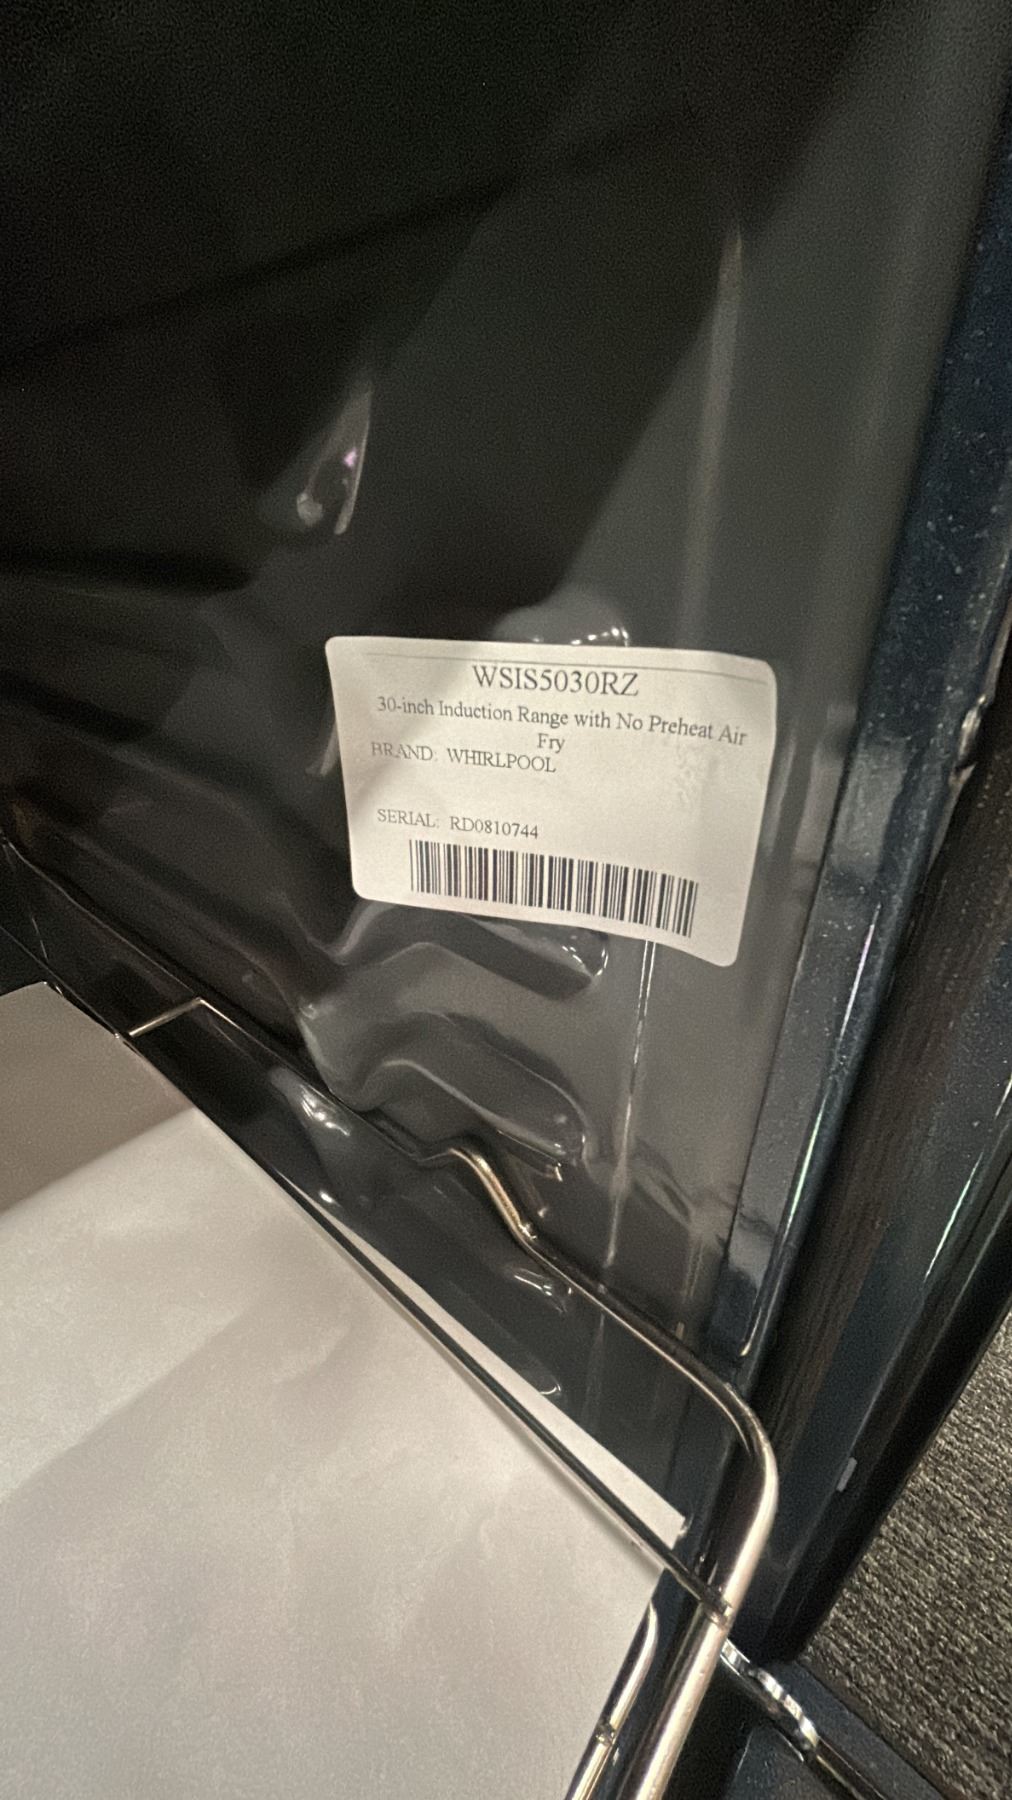 WSIS5030RZ
30-inch Induction Range with No Preheat Air
Fry
BRAND: WHIRLPOOL
SERIAL: RD0810744